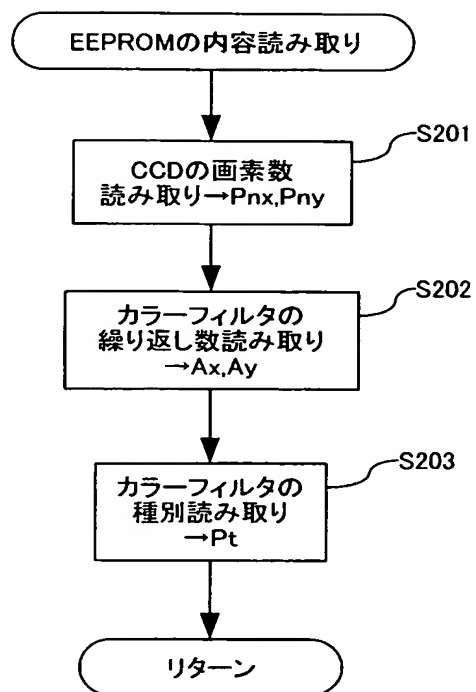 EEPROMの内容読み取り
S201
CCDの画素数
読み取り→Pnx,Pny
S202
カラーフィルタの
繰り返し数読み取り
→Ax,Ay
S203
カラーフィルタの
種別読み取り
→Pt
リターン